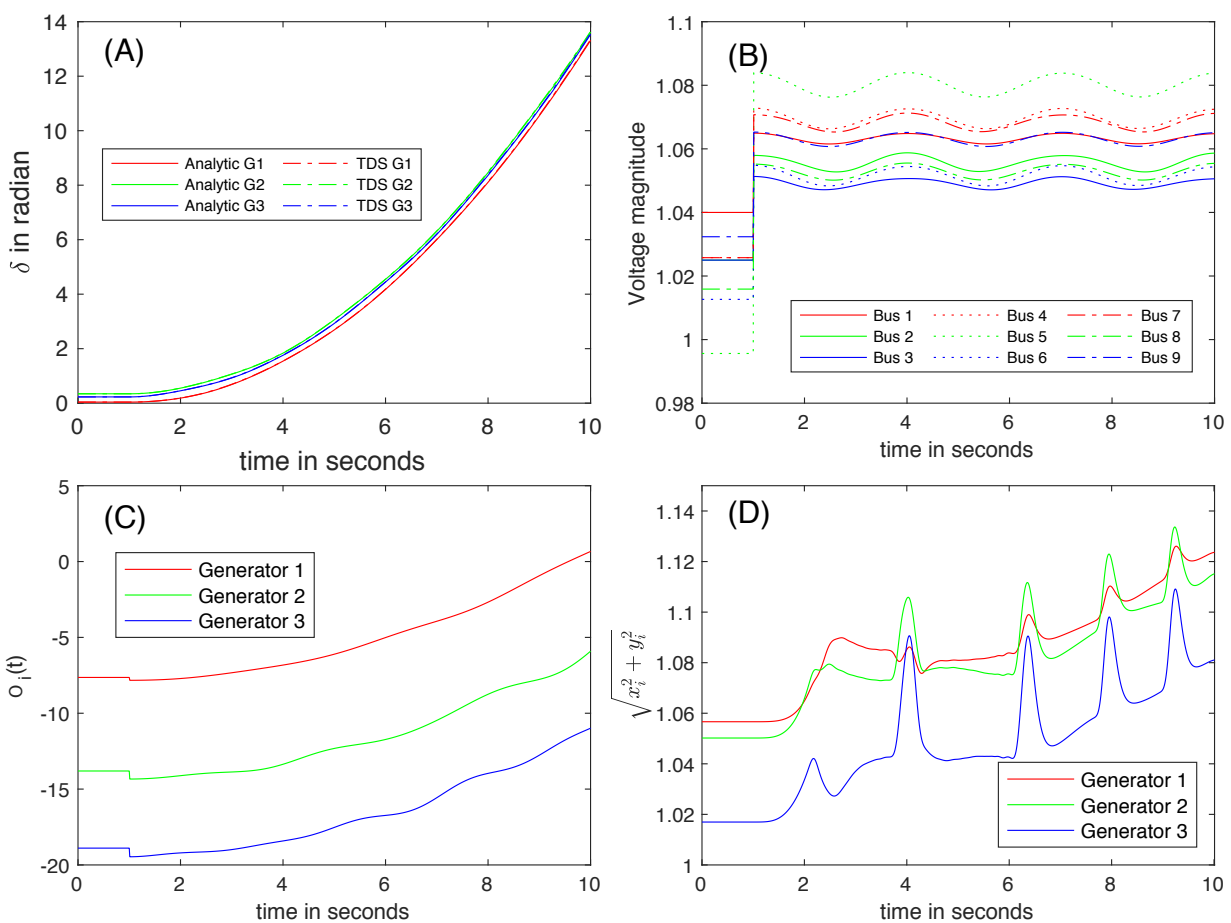 (A)
14
12
10
8
6
4
2
0
δ in radian
Analytic G1
Analytic G2
Analytic G3
TDS G1
TDS G2
TDS G3
0 2 4 6 8 10
time in seconds
(B)
1.1
1.08
1.06
1.04
1.02
1
0.98
Voltage magnitude
Bus 1
Bus 2
Bus 3
Bus 4
Bus 5
Bus 6
Bus 7
Bus 8
Bus 9
0 2 4 6 8 10
time in seconds
(C)
5
0
-5
-10
-15
-20
o i(t)
Generator 1
Generator 2
Generator 3
0 2 4 6 8 10
time in seconds
(D)
1.14
1.12
1.1
1.08
1.06
1.04
1.02
1
√x_i^2 + y_i^2
Generator 1
Generator 2
Generator 3
0 2 4 6 8 10
time in seconds